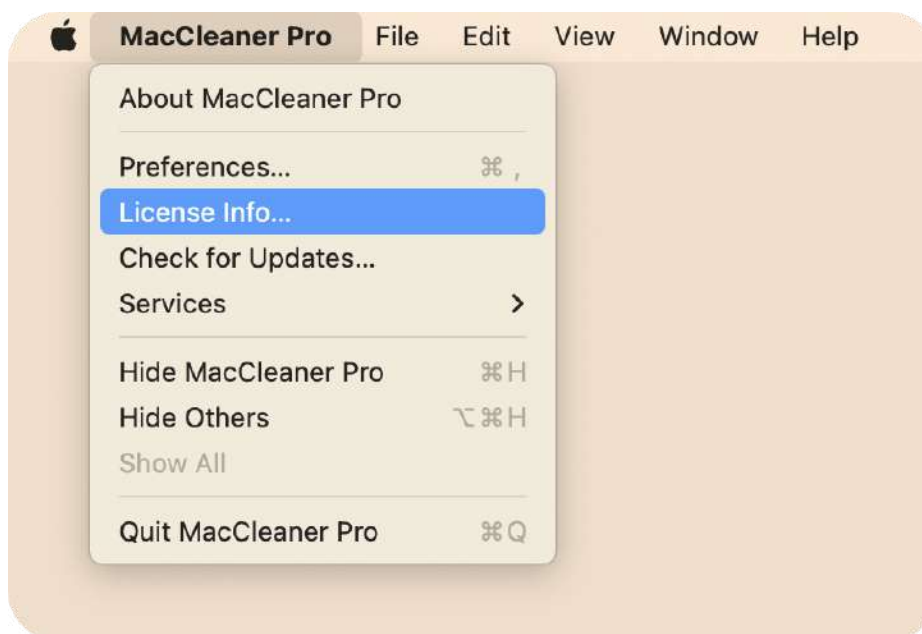 MacCleaner Pro File Edit View Window Help
About MacCleaner Pro
Preferences... ⌘ ,
License Info...
Check for Updates...
Services
Hide MacCleaner Pro ⌘H
Hide Others ⌥⌘H
Show All
Quit MacCleaner Pro ⌘Q